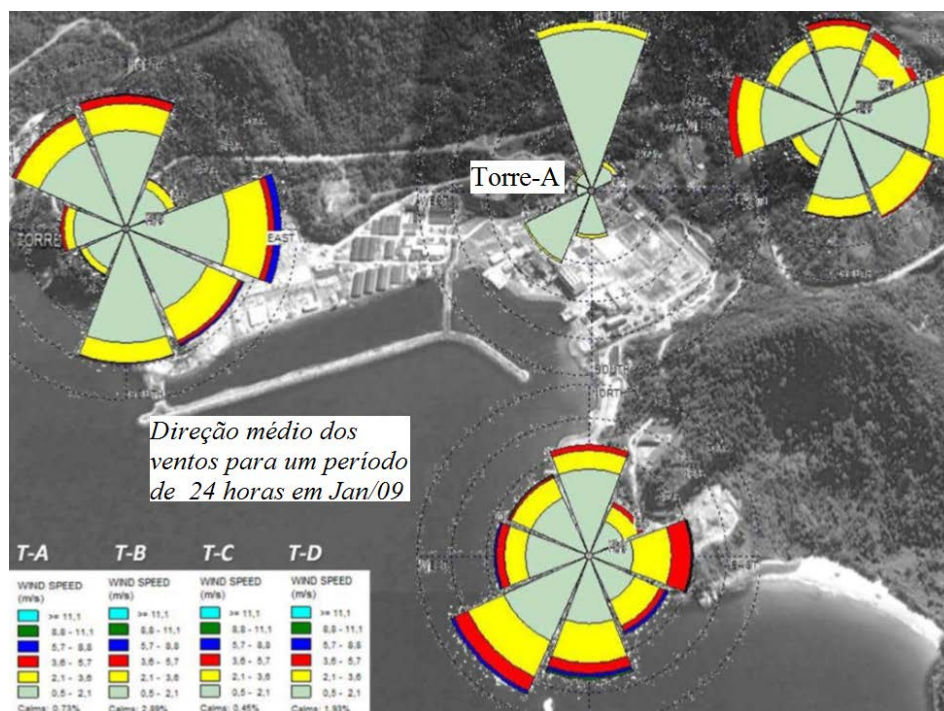 Torre-A
TORRE
EAST
Direção médio dos
ventos para um período
de 24 horas em Jan/09
T-A T-B T-C T-D
WIND SPEED WIND SPEED WIND SPEED WIND SPEED
(m/s) (m/s) (m/s) (m/s)
>= 11,1 >= 11,1 >= 11,1 >= 11,1
8,8 - 11,1 8,8 - 11,1 8,8 - 11,1 8,8 - 11,1
5,7 - 8,8 5,7 - 8,8 5,7 - 8,8 5,7 - 8,8
3,6 - 5,7 3,6 - 5,7 3,6 - 5,7 3,6 - 5,7
2,1 - 3,6 2,1 - 3,6 2,1 - 3,6 2,1 - 3,6
0,5 - 2,1 0,5 - 2,1 0,5 - 2,1 0,5 - 2,1
Calms: 0,73% Calms: 2,89% Calms: 0,45% Calms: 1,93%